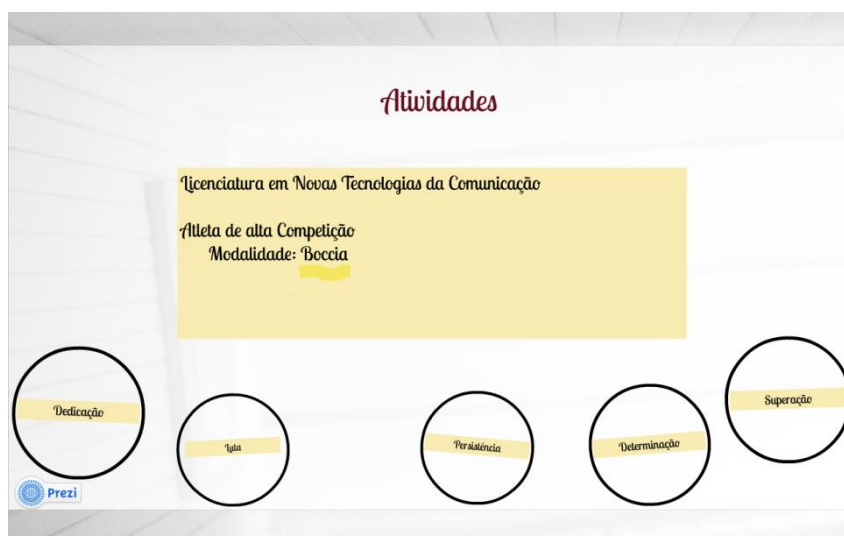 Atividades
Licenciatura em Novas Tecnologias da Comunicação
Atleta de alta Competição
Modalidade: Boccia
Dedicação
Luta
Persistência
Determinação
Superação
Prezi